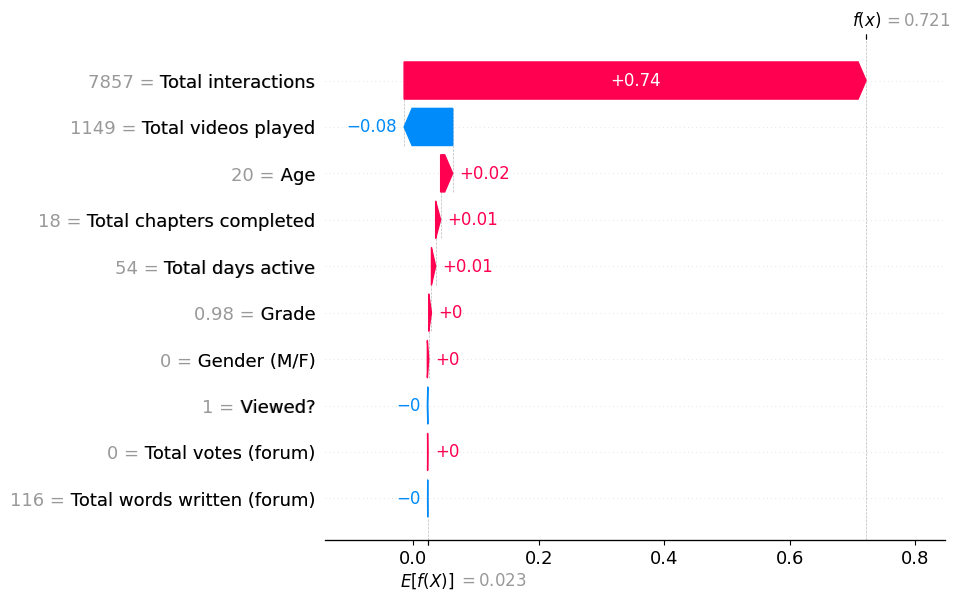 f(x) = 0.721
7857 = Total interactions
+0.74
1149 = Total videos played
−0.08
20 = Age
+0.02
18 = Total chapters completed
+0.01
54 = Total days active
+0.01
0.98 = Grade
+0
0 = Gender (M/F)
+0
1 = Viewed?
−0
0 = Total votes (forum)
+0
116 = Total words written (forum)
−0
0.0 0.2 0.4 0.6 0.8
E[f(X)] = 0.023